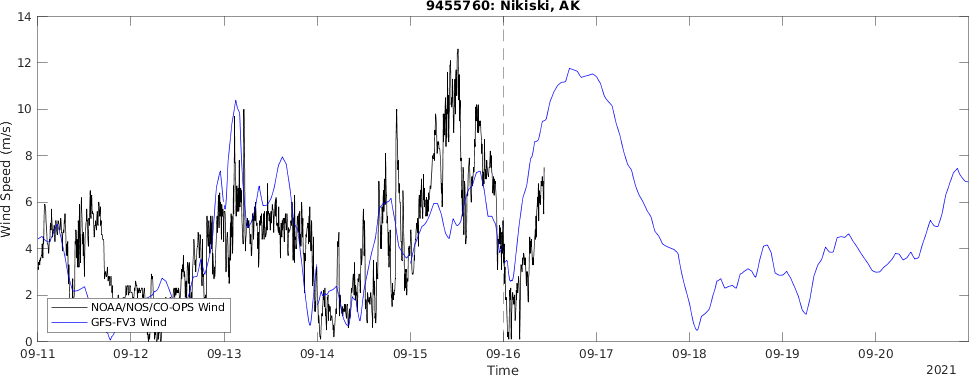 9455760: Nikiski, AK
Wind Speed (m/s)
14
12
10
8
6
4
2
0
NOAA/NOS/CO-OPS Wind
GFS-FV3 Wind
09-11 09-12 09-13 09-14 09-15 09-16 09-17 09-18 09-19 09-20
Time
2021